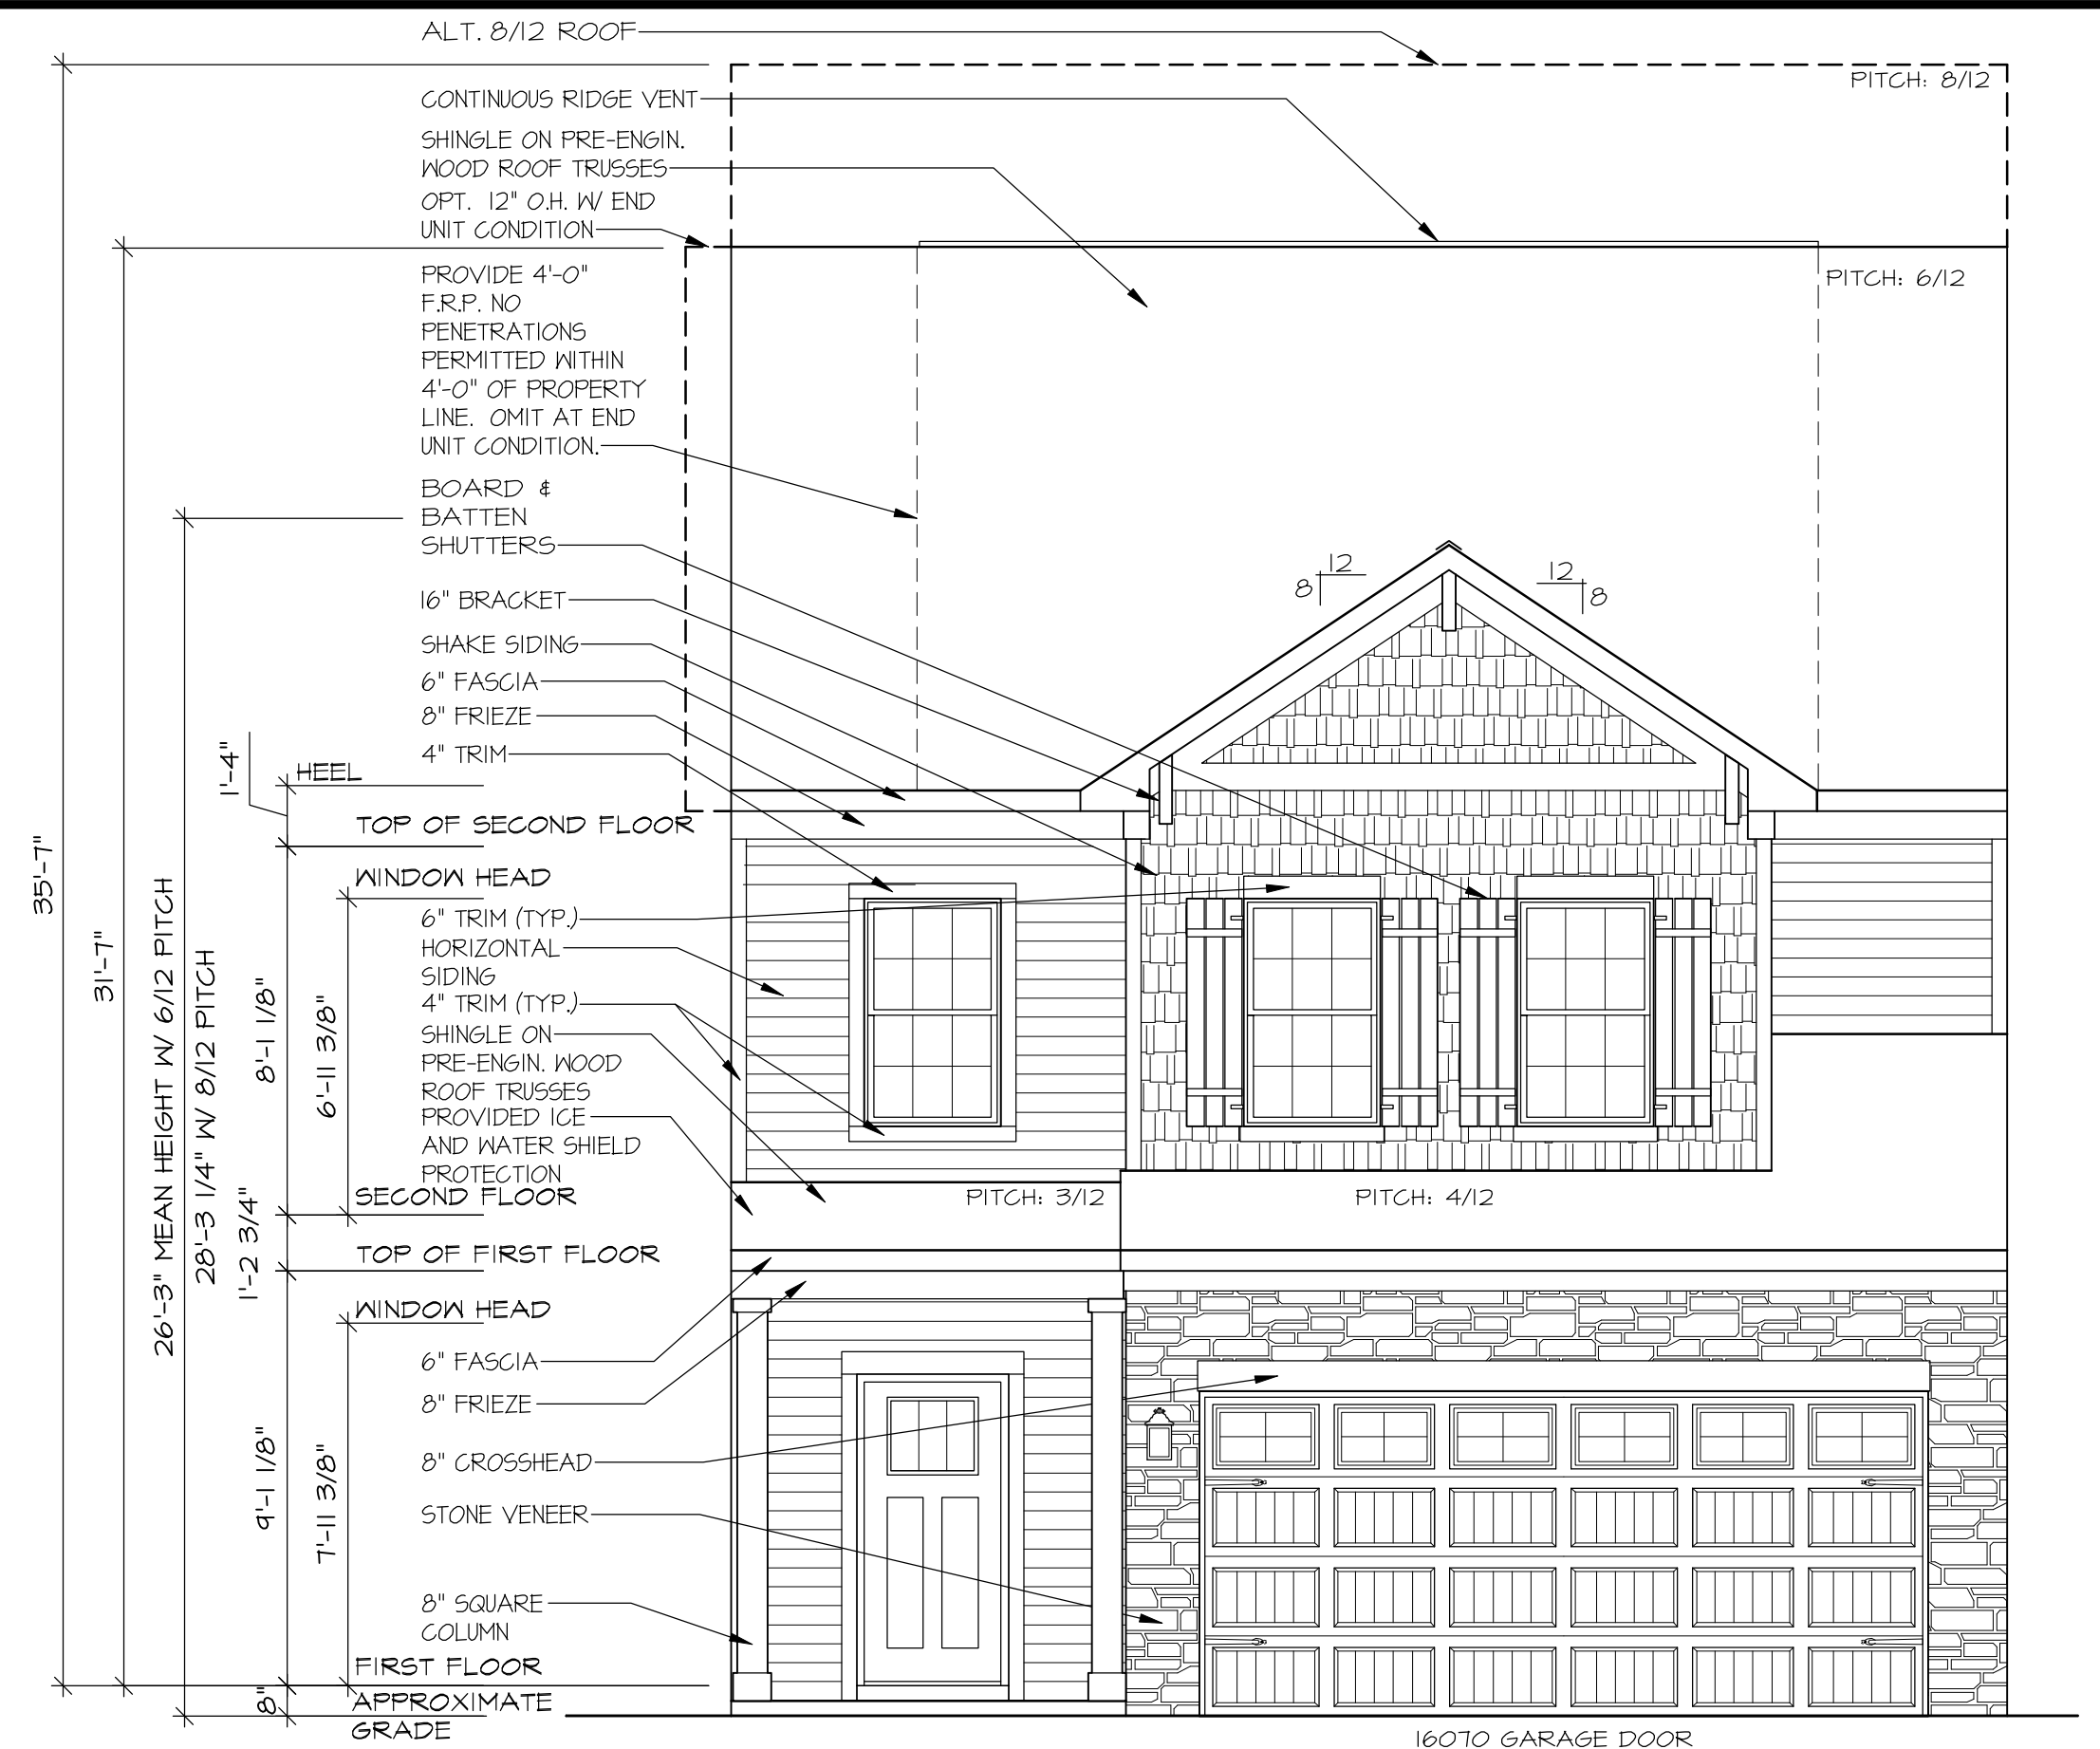 ALT. 8/12 ROOF
PITCH: 8/12
CONTINUOUS RIDGE VENT
SHINGLE ON PRE-ENGIN.
WOOD ROOF TRUSSES
OPT. 12" O.H. W/ END
UNIT CONDITION
PITCH: 6/12
PROVIDE 4'-0"
F.R.P. NO
PENETRATIONS
PERMITTED WITHIN
4'-0" OF PROPERTY
LINE. OMIT AT END
UNIT CONDITION.
BOARD &
BATTEN
SHUTTERS
12
8
12
8
16" BRACKET
SHAKE SIDING
6" FASCIA
8" FRIEZE
4" TRIM
1'-4"
HEEL
TOP OF SECOND FLOOR
WINDOW HEAD
6" TRIM (TYP.)
HORIZONTAL
SIDING
4" TRIM (TYP.)
SHINGLE ON
PRE-ENGIN. WOOD
ROOF TRUSSES
PROVIDED ICE
AND WATER SHIELD
PROTECTION
SECOND FLOOR
PITCH: 3/12
PITCH: 4/12
TOP OF FIRST FLOOR
WINDOW HEAD
6" FASCIA
8" FRIEZE
8" CROSSHEAD
STONE VENEER
8" SQUARE
COLUMN
FIRST FLOOR
APPROXIMATE
GRADE
16070 GARAGE DOOR
35'-7"
31'-7"
26'-3" MEAN HEIGHT W/ 6/12 PITCH
28'-3 1/4" W/ 8/12 PITCH
8'-1 1/8"
6'-11 3/8"
1'-2 3/4"
9'-1 1/8"
7'-11 3/8"
8"